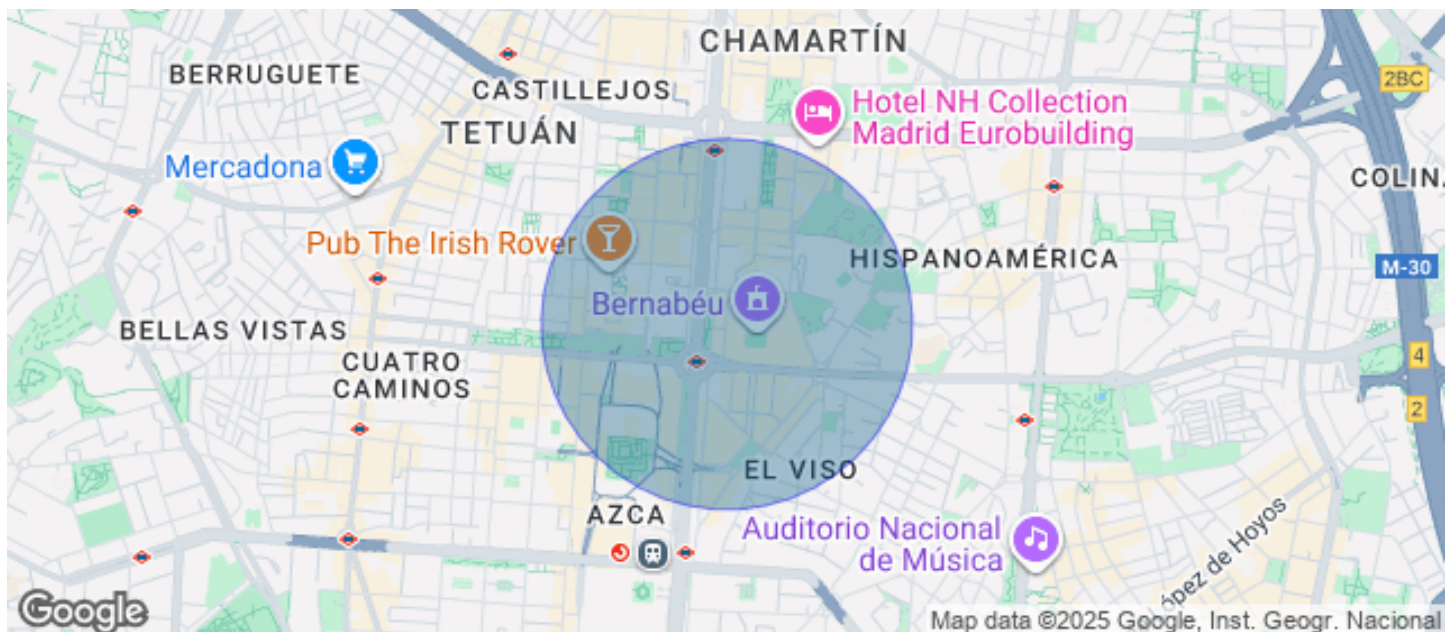 CHAMARTÍN
BERRUGUETE
CASTILLEJOS
2BC
Hotel NH Collection
Madrid Eurobuilding
TETUÁN
Mercadona
COLINA
Pub The Irish Rover
HISPANOAMÉRICA
M-30
Bernabéu
BELLAS VISTAS
CUATRO
CAMINOS
4
2
EL VISO
AZCA
Auditorio Nacional
de Música
López de Hoyos
Google
Map data ©2025 Google, Inst. Geogr. Nacional